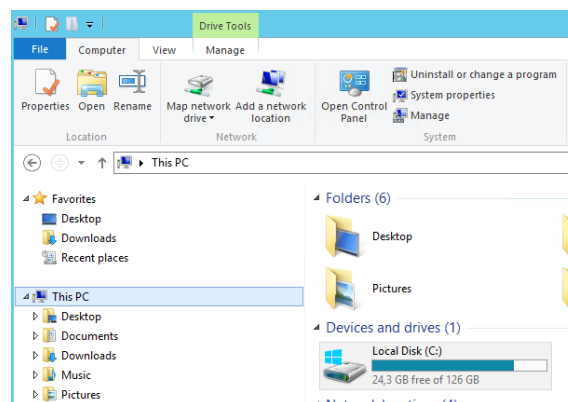 Drive Tools
File Computer View Manage
Properties Open Rename Map network drive Add a network location Open Control Panel
Uninstall or change a program
System properties
Manage
Location Network System
This PC
Favorites
Desktop
Downloads
Recent places
This PC
Desktop
Documents
Downloads
Music
Pictures
Folders (6)
Desktop
Pictures
Devices and drives (1)
Local Disk (C:)
24,3 GB free of 126 GB